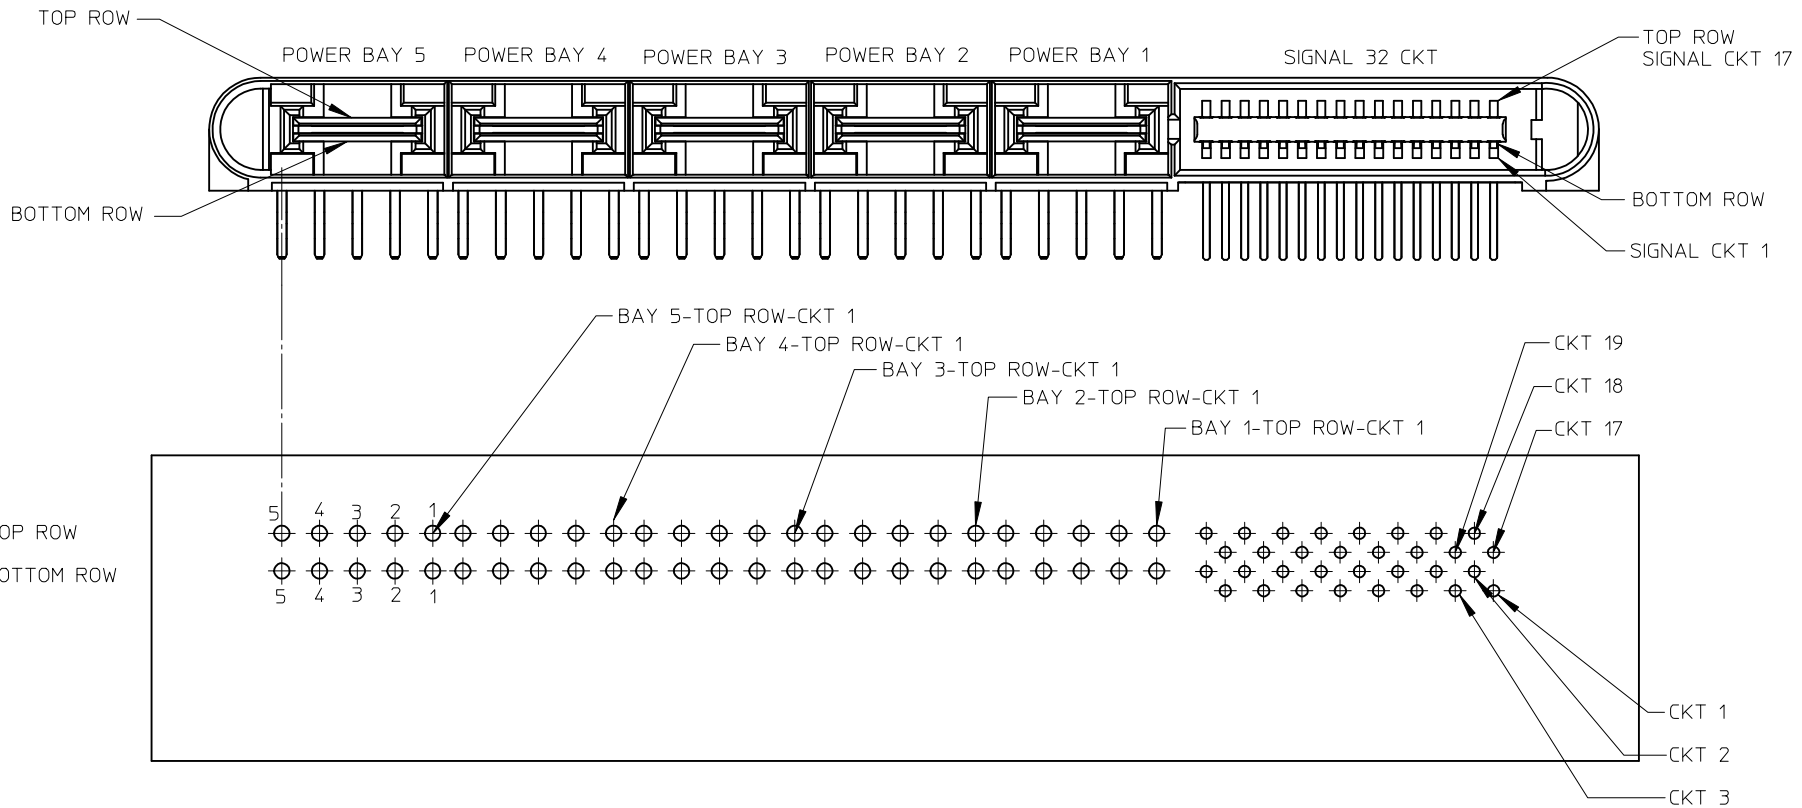 TOP ROW
POWER BAY 5
POWER BAY 4
POWER BAY 3
POWER BAY 2
POWER BAY 1
SIGNAL 32 CKT
TOP ROW
SIGNAL CKT 17
BOTTOM ROW
BOTTOM ROW
SIGNAL CKT 1
BAY 5-TOP ROW-CKT 1
BAY 4-TOP ROW-CKT 1
BAY 3-TOP ROW-CKT 1
BAY 2-TOP ROW-CKT 1
BAY 1-TOP ROW-CKT 1
CKT 19
CKT 18
CKT 17
5 4 3 2 1
OP ROW
OTTOM ROW
5 4 3 2 1
CKT 1
CKT 2
CKT 3